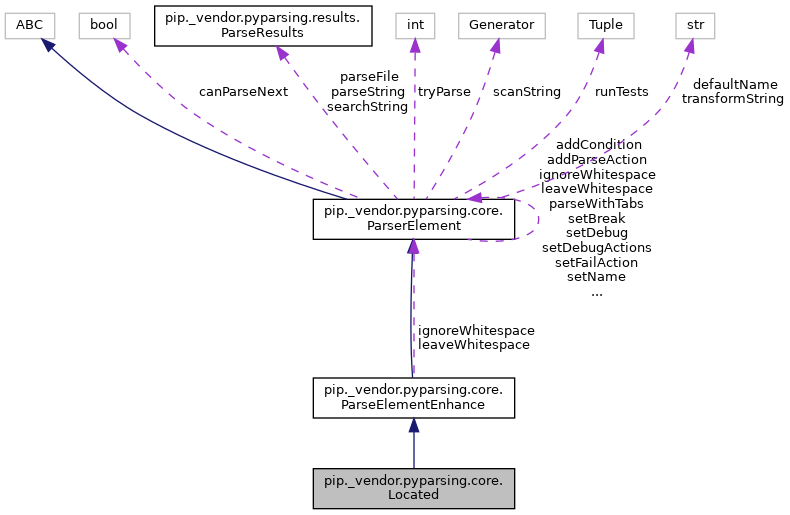 ABC
bool
pip._vendor.pyparsing.results.
ParseResults
int
Generator
Tuple
str
canParseNext
parseFile
parseString
searchString
tryParse
scanString
runTests
defaultName
transformString
addCondition
addParseAction
ignoreWhitespace
leaveWhitespace
parseWithTabs
setBreak
setDebug
setDebugActions
setFailAction
setName
...
pip._vendor.pyparsing.core.
ParserElement
ignoreWhitespace
leaveWhitespace
pip._vendor.pyparsing.core.
ParseElementEnhance
pip._vendor.pyparsing.core.
Located